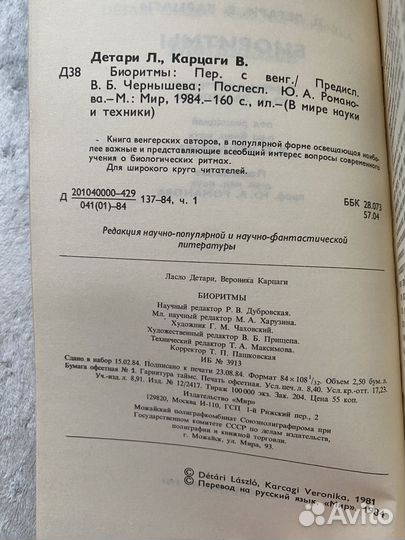 Детари Л., Карцаги В.
Д38 Биоритмы: Пер. с венг./ Предисл.
В. Б. Чернышева; Послесл. Ю. А. Романо-
ва.–М.: Мир, 1984.–160 с., ил–(В мире науки
и техники)
Книга венгерских авторов, в популярной форме освещающая наибо-
лее важные и представляющие всеобщий интерес вопросы современного
учения о биологических ритмах.
Для широкого круга читателей.
Д 2010400000–429 137–84, ч. 1 ББК 28.073
041(01)–84 57.04
Редакция научно-популярной и научно-фантастической
литературы
Ласло Детари, Вероника Карцаги
БИОРИТМЫ
Научный редактор Р. В. Дубровская.
Мл. научный редактор М. А. Харузина.
Художник Г. М. Чаховский.
Художественный редактор В. Б. Прищепа.
Технический редактор Т. А. Максимова.
Корректор Т. П. Пашковская
ИБ № 3913
Сдано в набор 15.02.84. Подписано к печати 23.08.84. Формат 84 × 108 1/32. Объем 2,50 бум.л.
Бумага офсетная № 1. Гарнитура таймс. Печать офсетная. Усл.печ.л. 8,40. Усл.кр.-отт. 17,23.
Уч.-изд.л. 8,91. Изд. № 12/2417. Тираж 100 000 экз. Зак. 204. Цена 55 коп.
Издательство «Мир»
129820, Москва И-110, ГСП 1-й Рижский пер., 2
Можайский полиграфкомбинат Союзполиграфпрома при
Государственном комитете СССР по делам издательств,
полиграфии и книжной торговли.
г. Можайск, ул. Мира, 93.
© Détári László, Karcagi Veronika, 1981
© Перевод на русский язык, «Мир», 1984
Avito